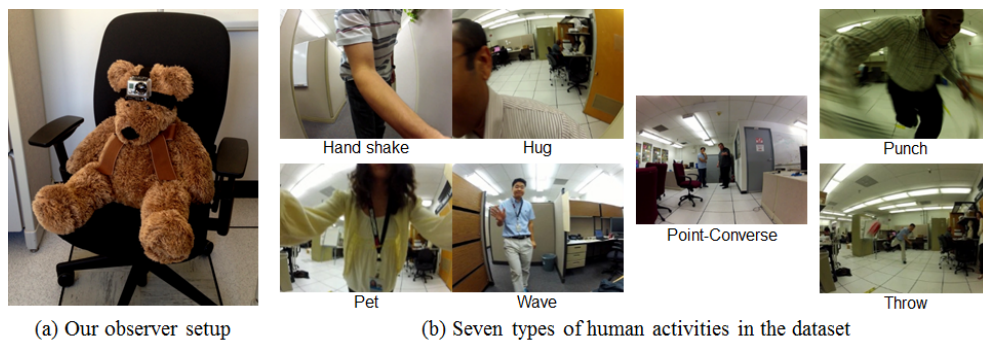 Hand shake
Hug
Punch
Point-Converse
Pet
Wave
Throw
(a) Our observer setup
(b) Seven types of human activities in the dataset